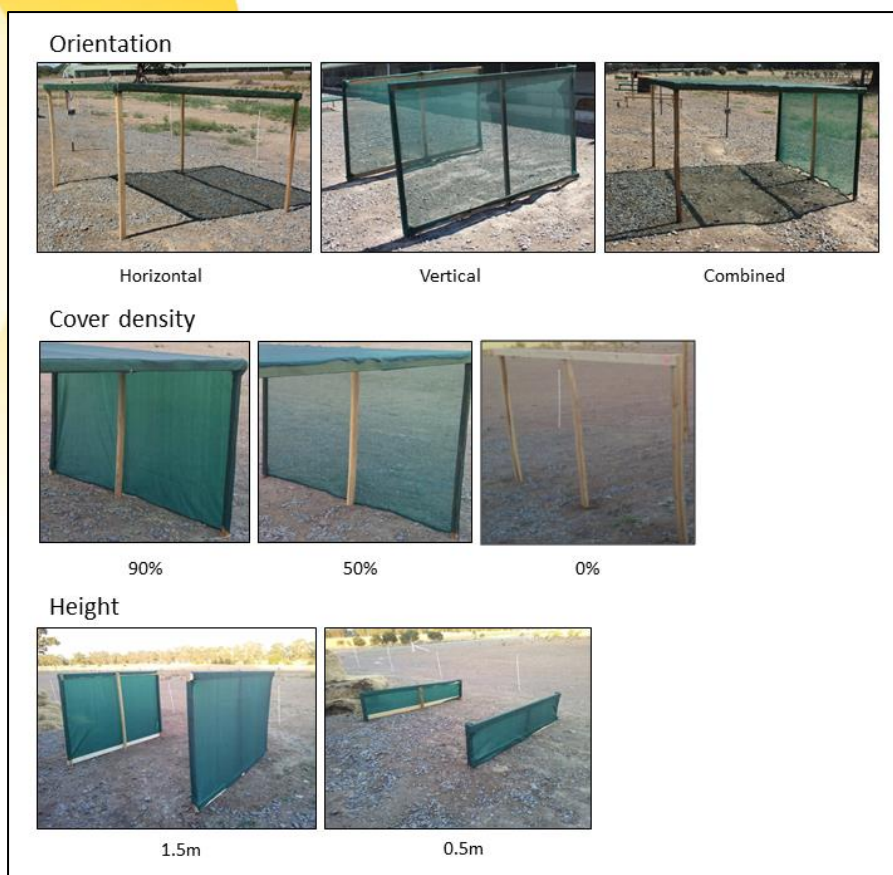 Orientation
Horizontal
Vertical
Combined
Cover density
90%
50%
0%
Height
1.5m
0.5m